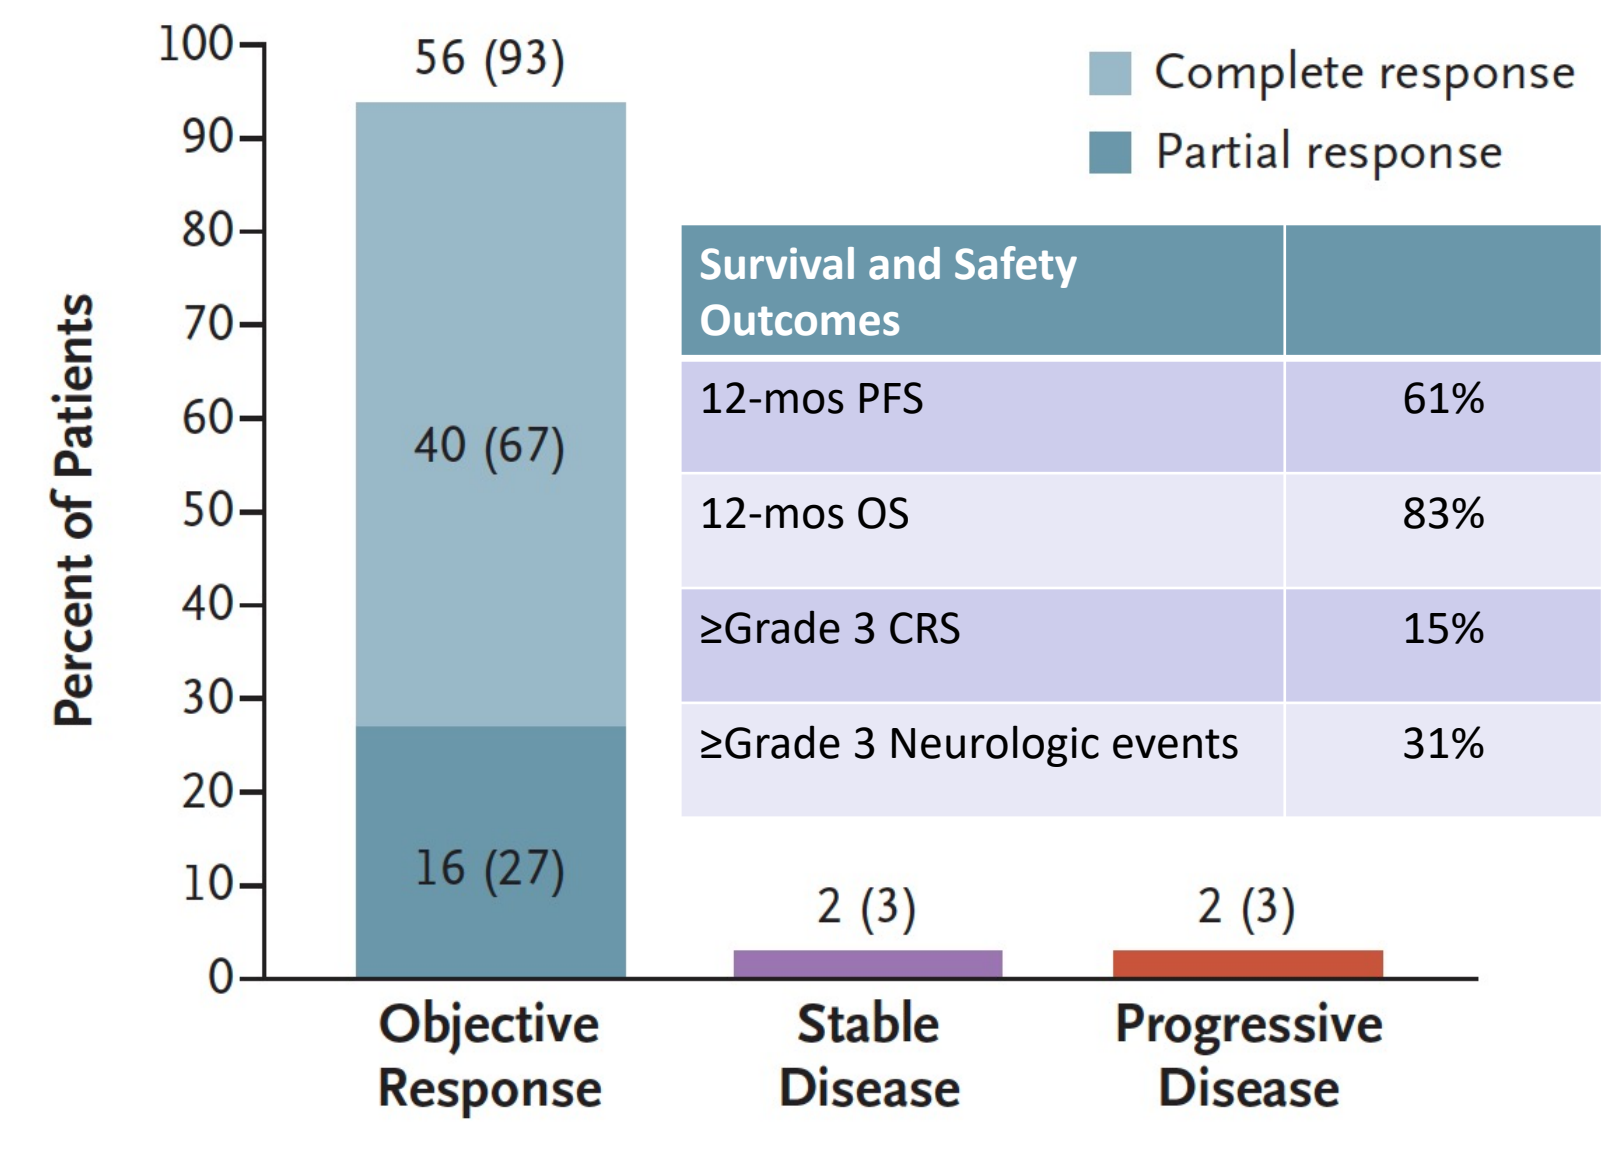 100
90
80
70
60
50
40
30
20
10
0
Percent of Patients
56 (93)
40 (67)
16 (27)
2 (3)
2 (3)
Objective
Response
Stable
Disease
Progressive
Disease
Complete response
Partial response
Survival and Safety
Outcomes
12-mos PFS 61%
12-mos OS 83%
≥Grade 3 CRS 15%
≥Grade 3 Neurologic events 31%